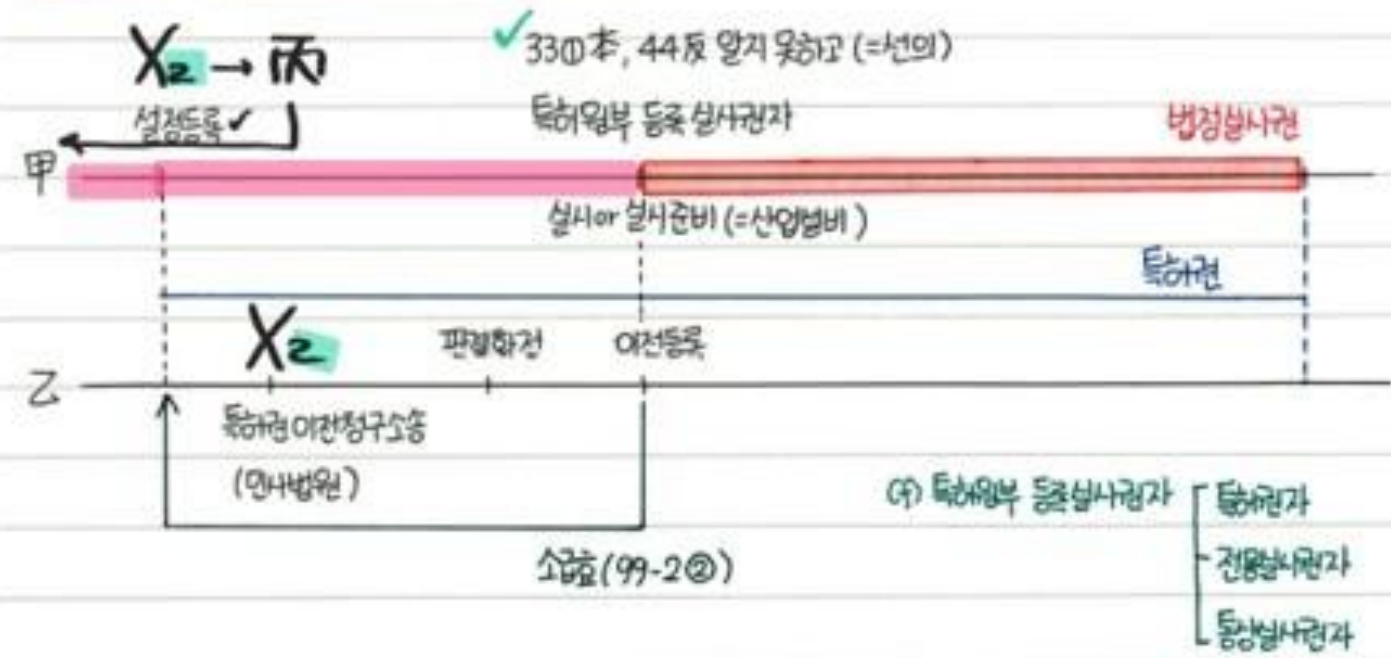 ✓33①本, 44反 알지 못하고 (=선의)
X₂ → 丙
설정등록 ✓
특허원부 등록 실시권자
법정실시권
甲
실시 or 실시준비 (=산업설비)
특허권
X₂
판결확정
이전등록
乙
특허권 이전청구소송
(민사법원)
소급효 (99-2②)
cf) 특허원부 등록실시권자
특허권자
전용실시권자
통상실시권자